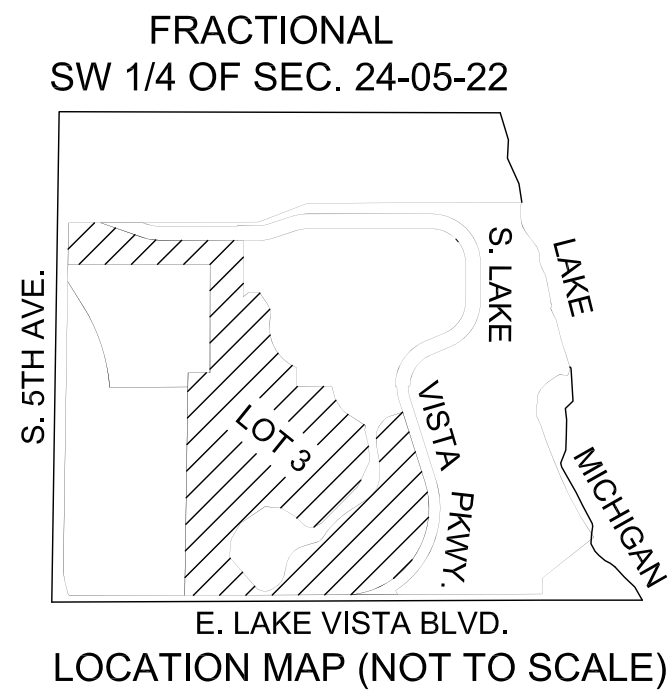 FRACTIONAL
SW 1/4 OF SEC. 24-05-22
S. 5TH AVE.
S. LAKE
VISTA PKWY.
LAKE
MICHIGAN
LOT 3
E. LAKE VISTA BLVD.
LOCATION MAP (NOT TO SCALE)